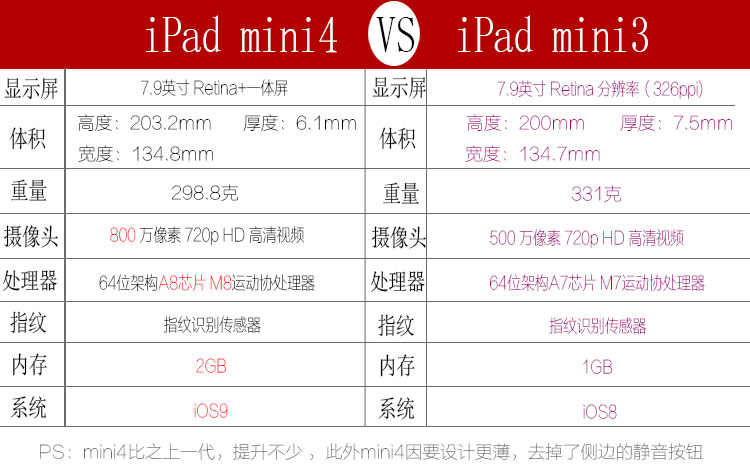 iPad mini4 VS iPad mini3
显示屏 7.9英寸 Retina+一体屏 显示屏 7.9英寸 Retina 分辨率（326ppi)
体积 高度：203.2mm 厚度：6.1mm 体积 高度：200mm 厚度：7.5mm
宽度：134.8mm 宽度：134.7mm
重量 298.8克 重量 331克
摄像头 800 万像素 720p HD 高清视频 摄像头 500 万像素 720p HD 高清视频
处理器 64位架构A8芯片 M8运动协处理器 处理器 64位架构A7芯片 M7运动协处理器
指纹 指纹识别传感器 指纹 指纹识别传感器
内存 2GB 内存 1GB
系统 iOS9 系统 iOS8
PS：mini4比之上一代，提升不少，此外mini4因要设计更薄，去掉了侧边的静音按钮